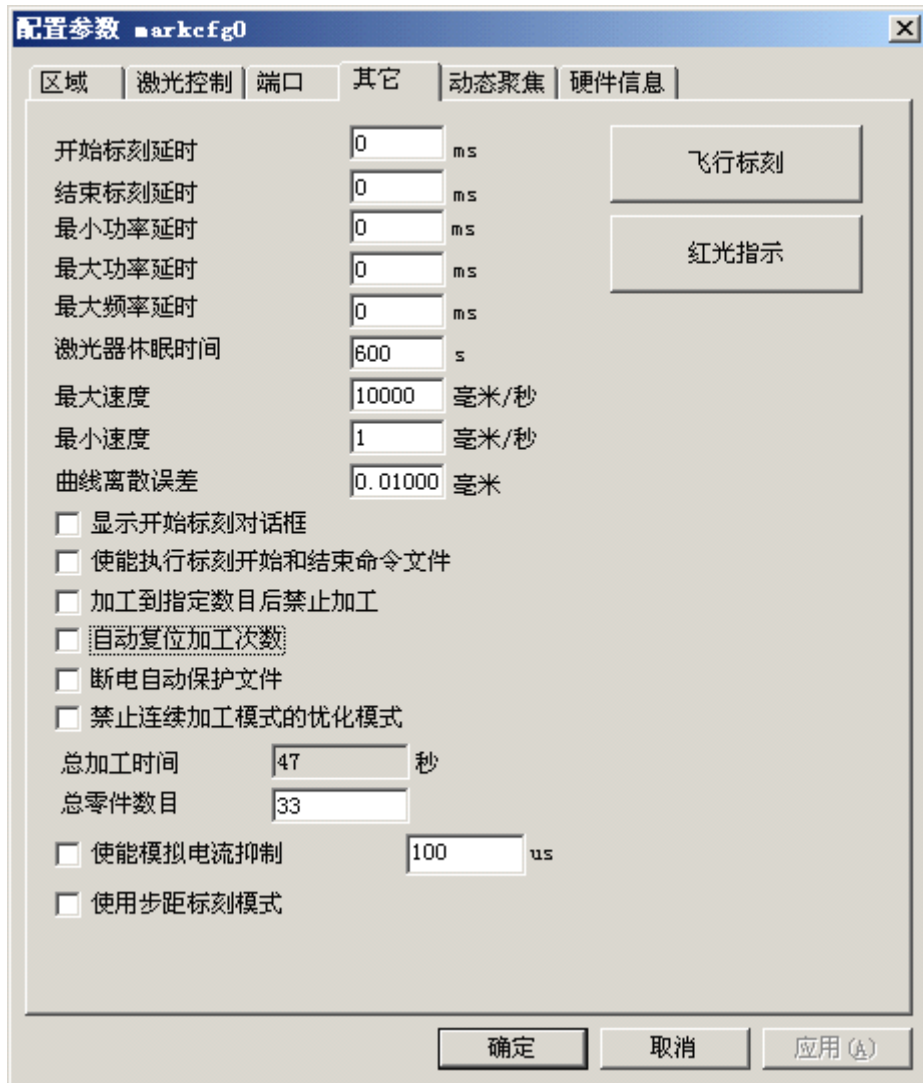 配置参数 markcfg0
区域 激光控制 端口 其它 动态聚焦 硬件信息
开始标刻延时 0 ms
飞行标刻
结束标刻延时 0 ms
最小功率延时 0 ms
红光指示
最大功率延时 0 ms
最大频率延时 0 ms
激光器休眠时间 600 s
最大速度 10000 毫米/秒
最小速度 1 毫米/秒
曲线离散误差 0.01000 毫米
显示开始标刻对话框
使能执行标刻开始和结束命令文件
加工到指定数目后禁止加工
自动复位加工次数
断电自动保护文件
禁止连续加工模式的优化模式
总加工时间 47 秒
总零件数目 33
使能模拟电流抑制 100 us
使用步距标刻模式
确定 取消 应用(A)